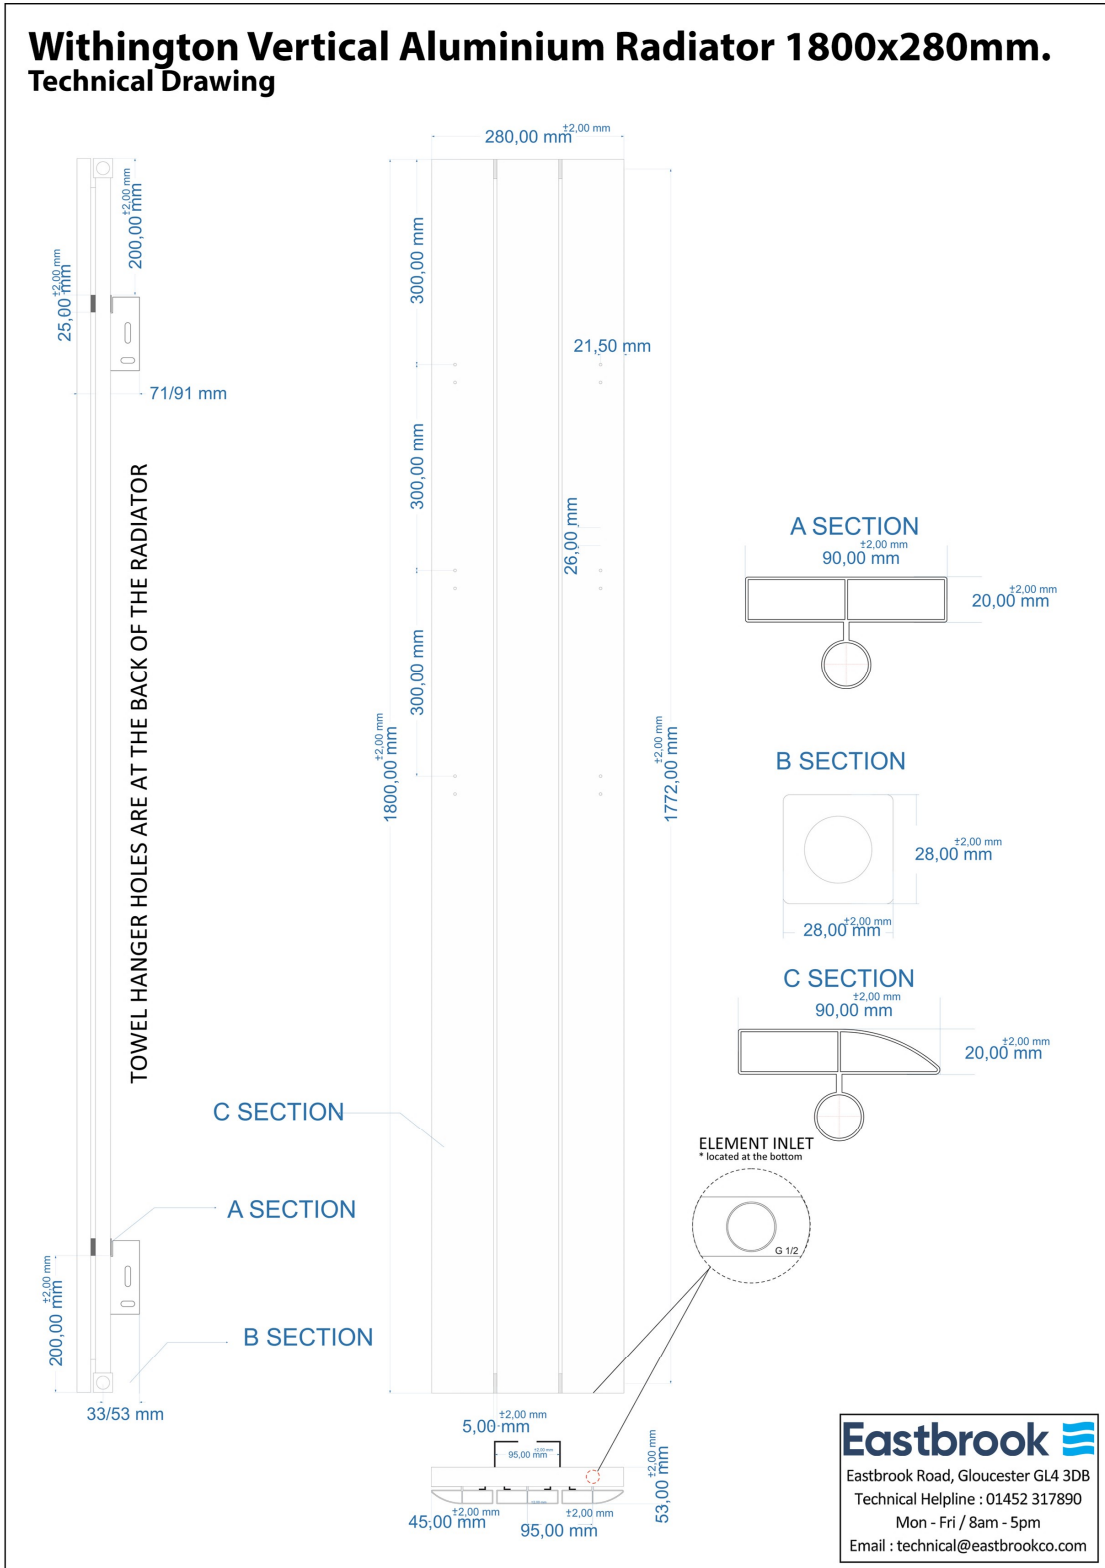 Withington Vertical Aluminium Radiator 1800x280mm.
Technical Drawing
280,00 mm ±2,00 mm
200,00 mm ±2,00 mm
25,00 mm ±2,00 mm
71/91 mm
TOWEL HANGER HOLES ARE AT THE BACK OF THE RADIATOR
300,00 mm
21,50 mm
300,00 mm
26,00 mm
300,00 mm
1800,00 mm ±2,00 mm
1772,00 mm ±2,00 mm
A SECTION
90,00 mm ±2,00 mm
20,00 mm ±2,00 mm
B SECTION
28,00 mm ±2,00 mm
28,00 mm ±2,00 mm
C SECTION
90,00 mm ±2,00 mm
20,00 mm ±2,00 mm
C SECTION
A SECTION
B SECTION
200,00 mm ±2,00 mm
33/53 mm
ELEMENT INLET
* located at the bottom
G 1/2
5,00 mm ±2,00 mm
95,00 mm ±2,00 mm
53,00 mm ±2,00 mm
45,00 mm ±2,00 mm
95,00 mm ±2,00 mm
Eastbrook
Eastbrook Road, Gloucester GL4 3DB
Technical Helpline : 01452 317890
Mon - Fri / 8am - 5pm
Email : technical@eastbrookco.com